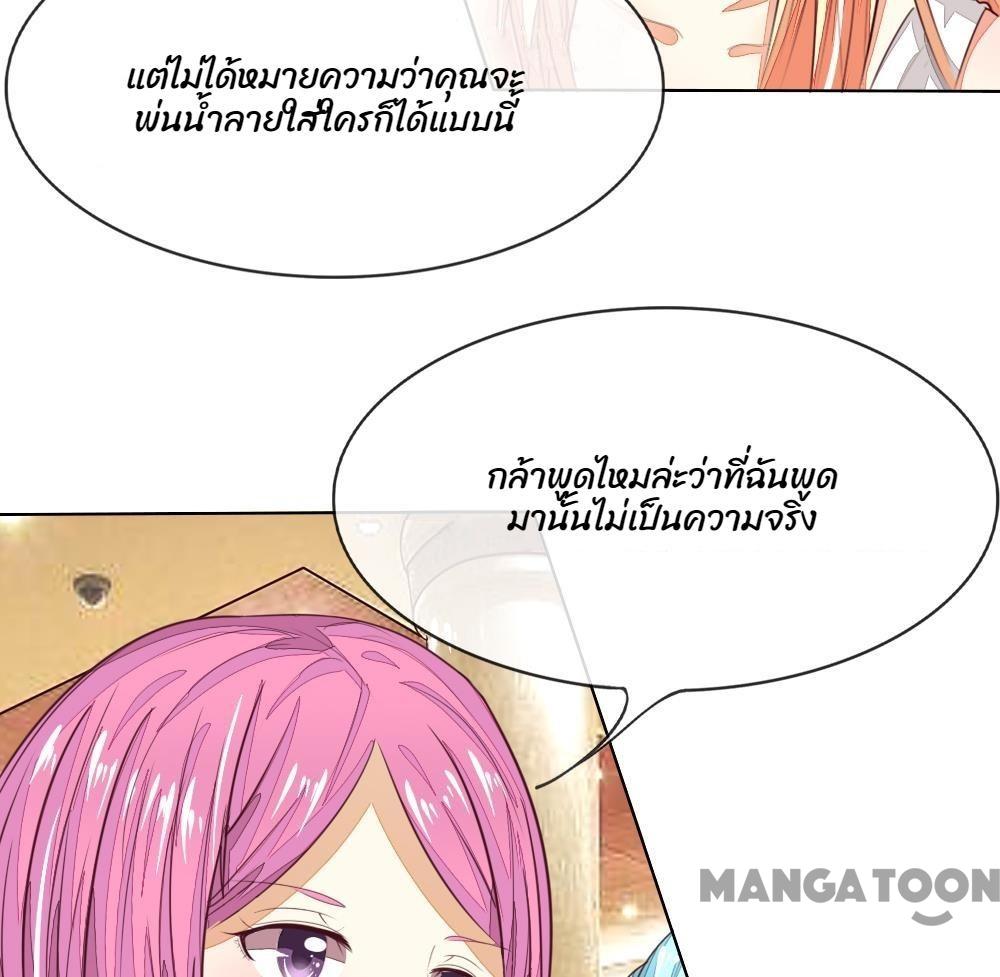 แต่ไม่ได้หมายความว่าคุณจะ
พ่นน้ำลายใส่ใครก็ได้แบบนี้
กล้าพูดไหมล่ะว่าที่ฉันพูด
มานั้นไม่เป็นความจริง
MANGATOON